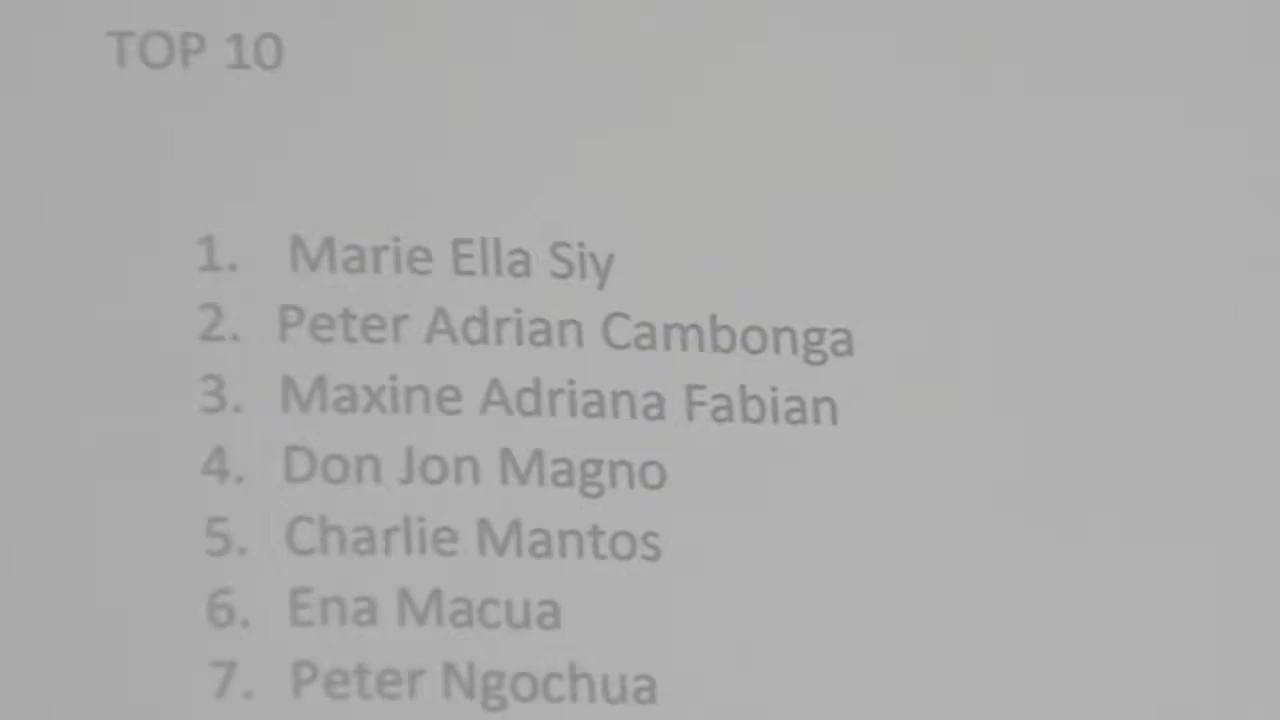 TOP 10
1. Marie Ella Siy
2. Peter Adrian Cambonga
3. Maxine Adriana Fabian
4. Don Jon Magno
5. Charlie Mantos
6. Ena Macua
7. Peter Ngochua